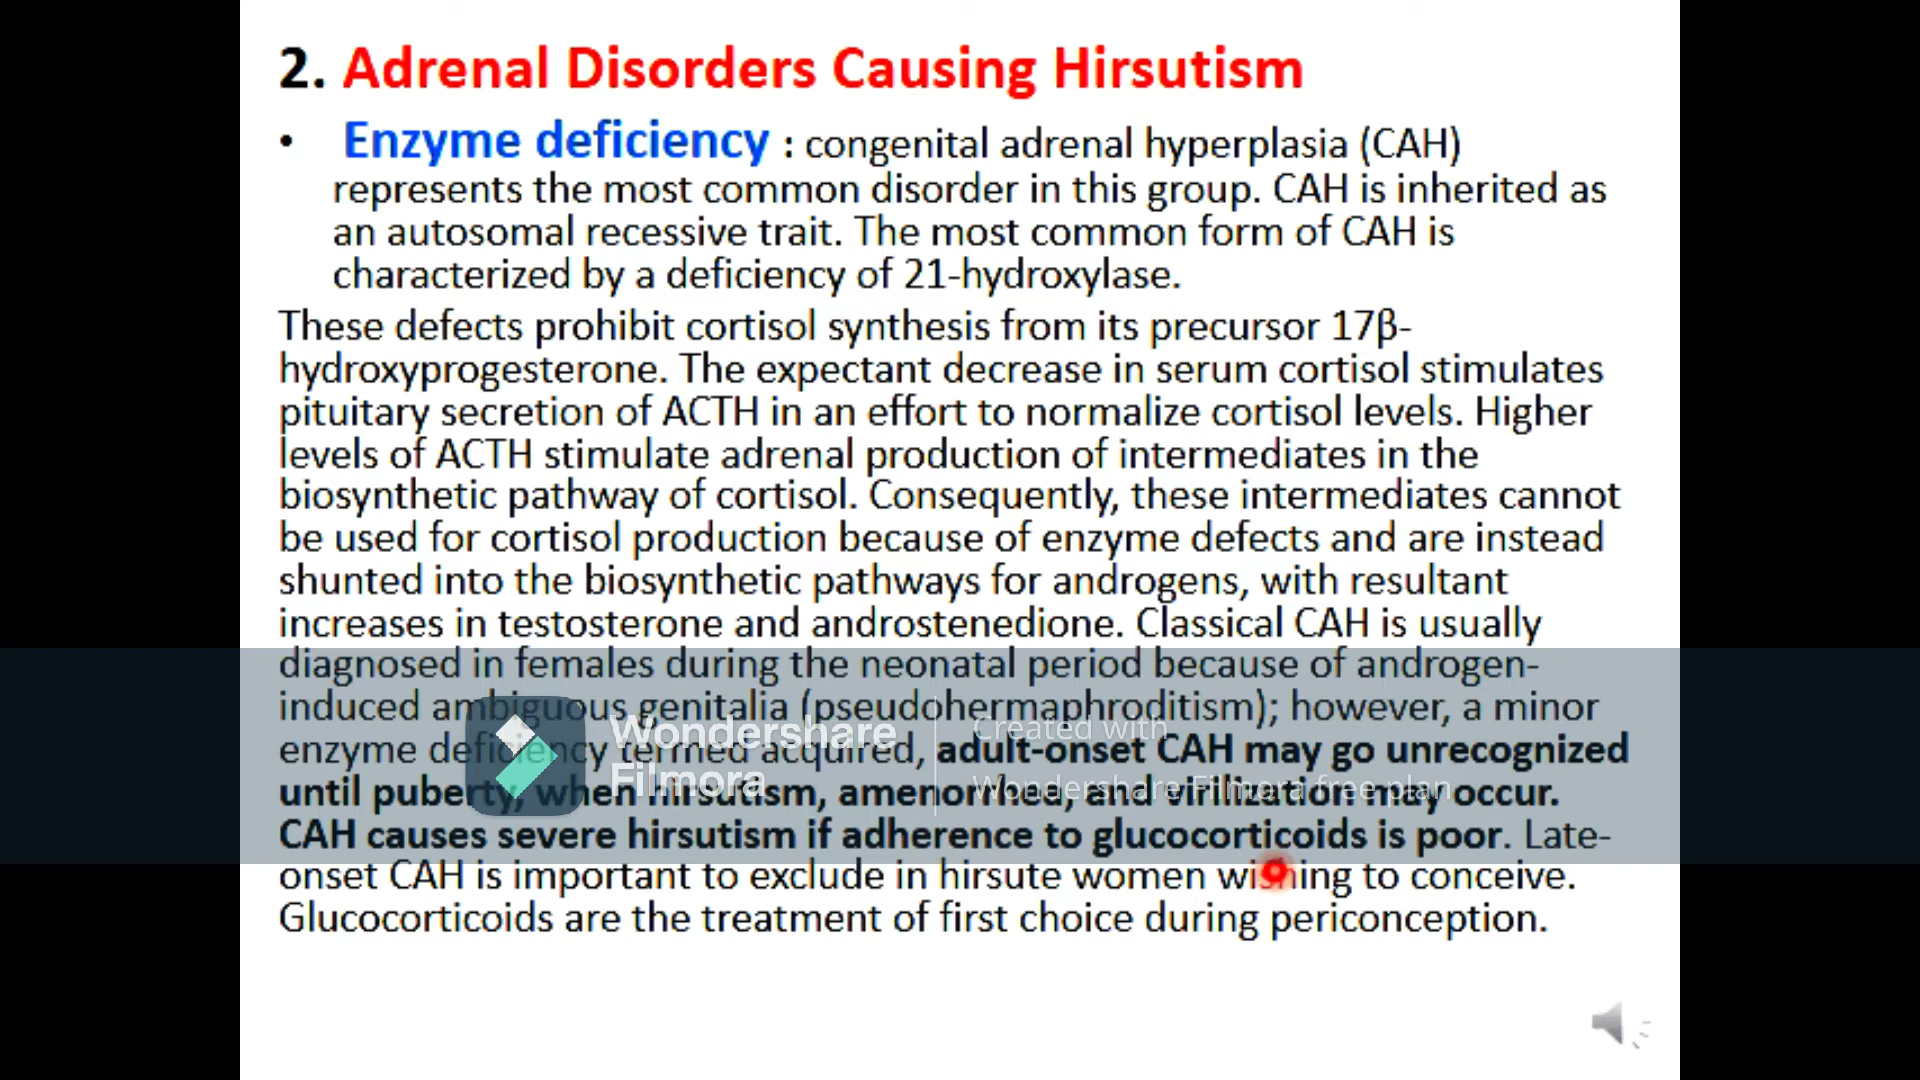 2. Adrenal Disorders Causing Hirsutism
• Enzyme deficiency : congenital adrenal hyperplasia (CAH)
represents the most common disorder in this group. CAH is inherited as
an autosomal recessive trait. The most common form of CAH is
characterized by a deficiency of 21-hydroxylase.
These defects prohibit cortisol synthesis from its precursor 17β-
hydroxyprogesterone. The expectant decrease in serum cortisol stimulates
pituitary secretion of ACTH in an effort to normalize cortisol levels. Higher
levels of ACTH stimulate adrenal production of intermediates in the
biosynthetic pathway of cortisol. Consequently, these intermediates cannot
be used for cortisol production because of enzyme defects and are instead
shunted into the biosynthetic pathways for androgens, with resultant
increases in testosterone and androstenedione. Classical CAH is usually
diagnosed in females during the neonatal period because of androgen-
induced ambiguous genitalia (pseudohermaphroditism); however, a minor
enzyme deficiency termed acquired, adult-onset CAH may go unrecognized
until puberty, when hirsutism, amenorrhea, and virilization may occur.
CAH causes severe hirsutism if adherence to glucocorticoids is poor. Late-
onset CAH is important to exclude in hirsute women wishing to conceive.
Glucocorticoids are the treatment of first choice during periconception.
Wondershare
Filmora
Created with
Wondershare Filmora free plan